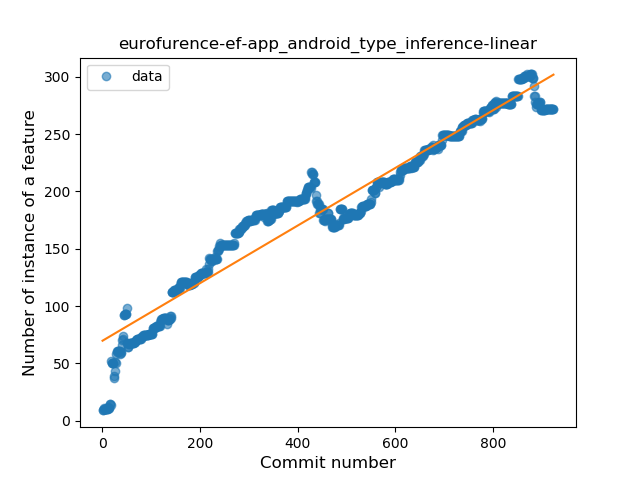 eurofurence-ef-app_android_type_inference-linear
data
Number of instance of a feature
300
250
200
150
100
50
0
0 200 400 600 800
Commit number